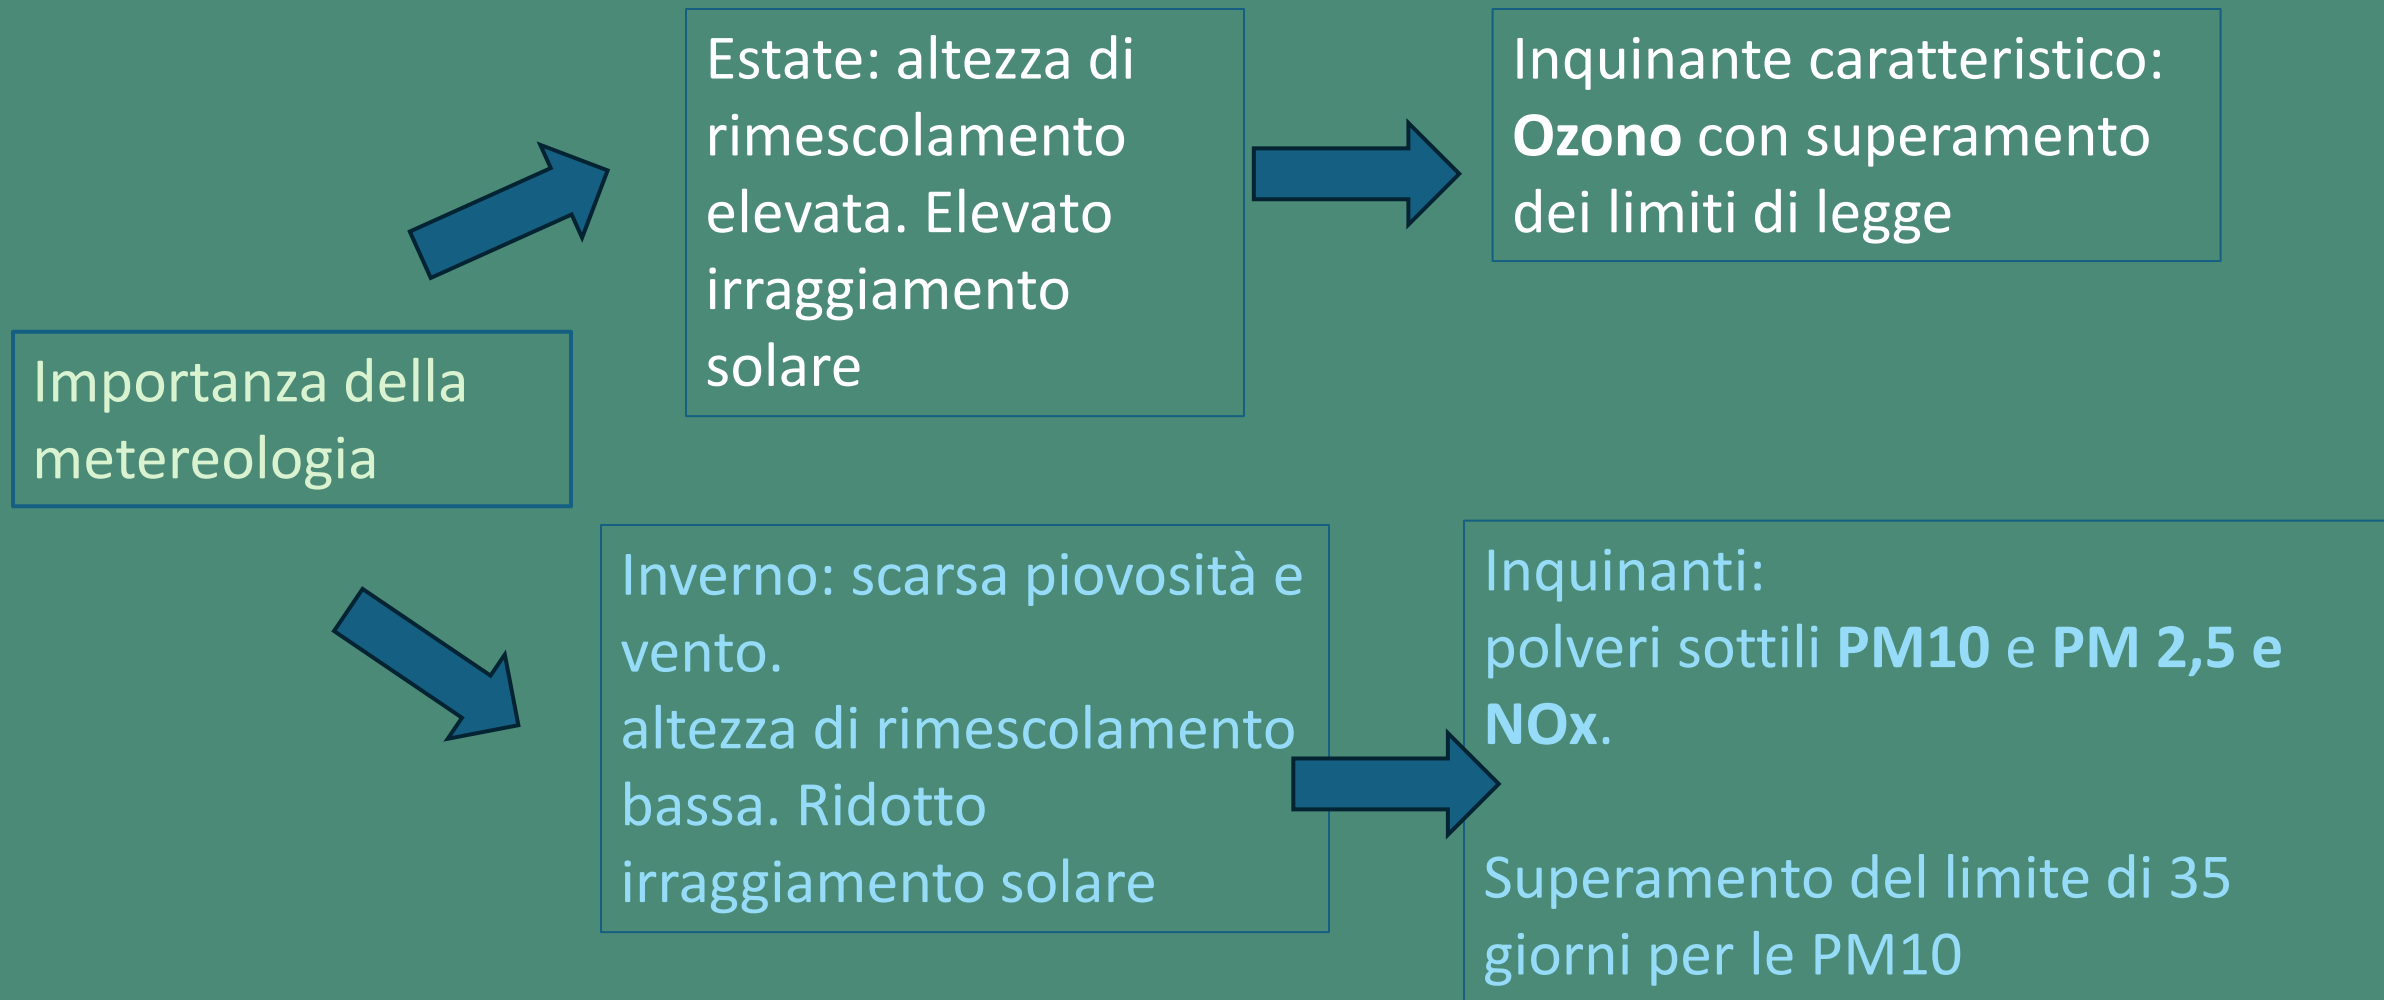 Importanza della
metereologia
Estate: altezza di
rimescolamento
elevata. Elevato
irraggiamento
solare
Inquinante caratteristico:
Ozono con superamento
dei limiti di legge
Inverno: scarsa piovosità e
vento.
altezza di rimescolamento
bassa. Ridotto
irraggiamento solare
Inquinanti:
polveri sottili PM10 e PM 2,5 e
NOx.
Superamento del limite di 35
giorni per le PM10